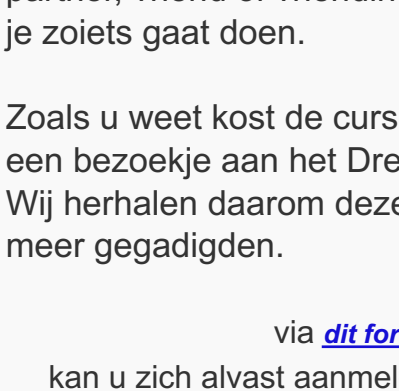 je zoiets gaat doen.
Zoals u weet kost de curs
een bezoekje aan het Dre
Wij herhalen daarom deze
meer gegadigden.
via dit for
kan u zich alvast aanmel